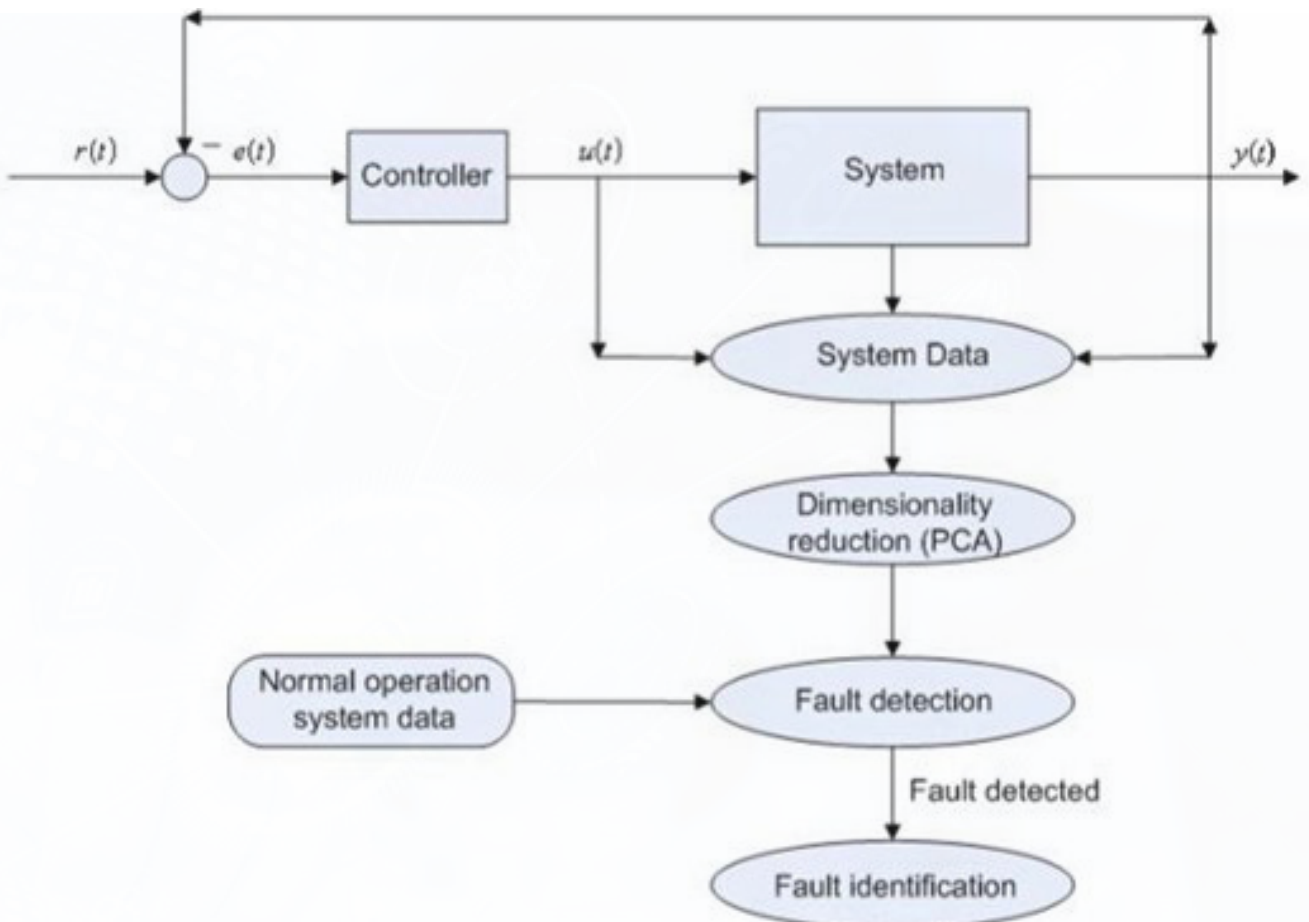 r(t)
− e(t)
Controller
u(t)
System
y(t)
System Data
Dimensionality
reduction (PCA)
Normal operation
system data
Fault detection
Fault detected
Fault identification